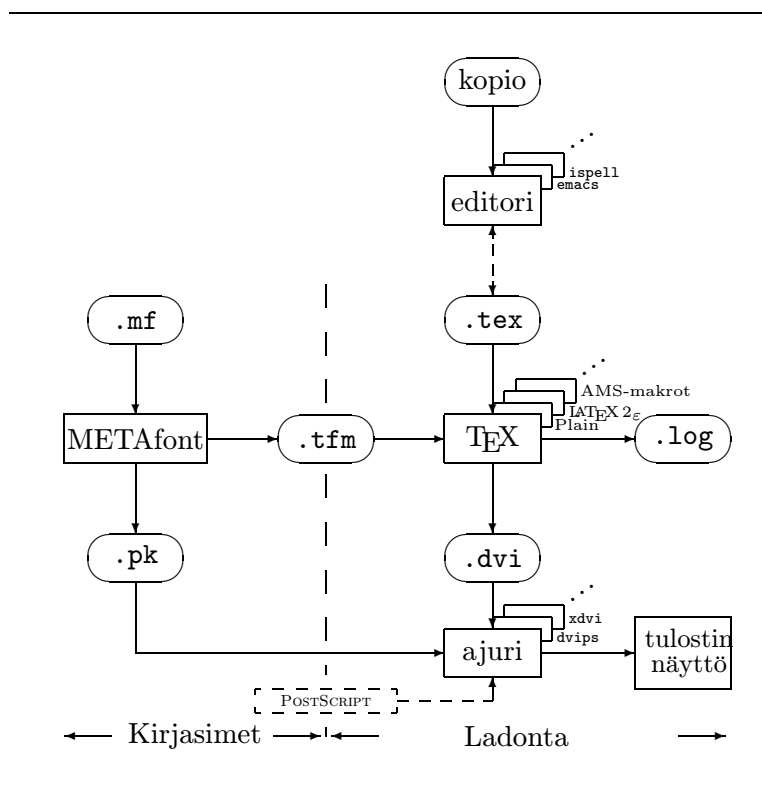 kopio
ispell
emacs
editori
.mf
.tex
AMS-makrot
LATEX 2ε
Plain
METAfont
.tfm
TEX
.log
.pk
.dvi
xdvi
dvips
ajuri
tulostin
näyttö
POSTSCRIPT
Kirjasimet
Ladonta